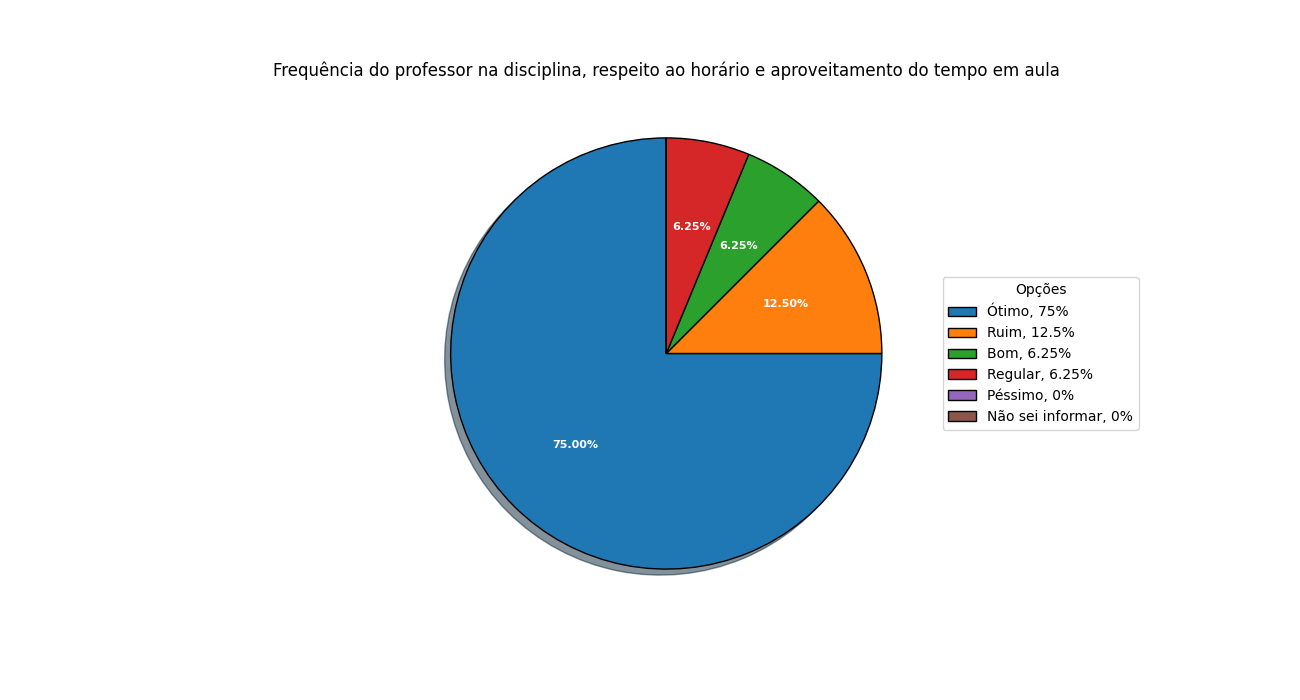 Frequência do professor na disciplina, respeito ao horário e aproveitamento do tempo em aula
6.25%
6.25%
12.50%
75.00%
Opções
Ótimo, 75%
Ruim, 12.5%
Bom, 6.25%
Regular, 6.25%
Péssimo, 0%
Não sei informar, 0%